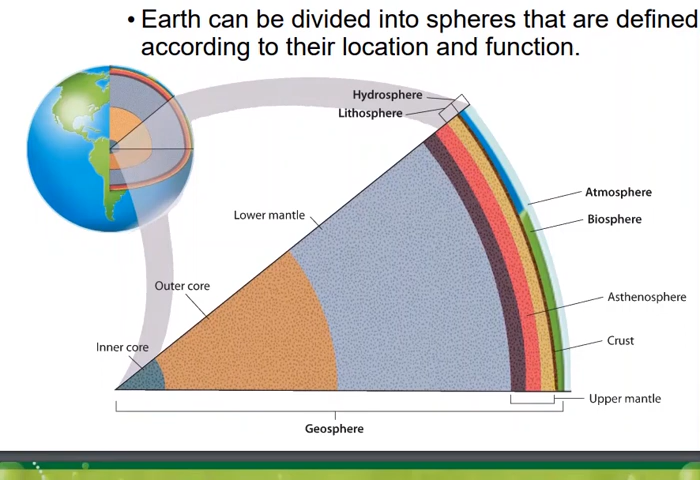 • Earth can be divided into spheres that are defined
according to their location and function.
Hydrosphere
Lithosphere
Atmosphere
Lower mantle
Biosphere
Outer core
Asthenosphere
Crust
Inner core
Upper mantle
Geosphere